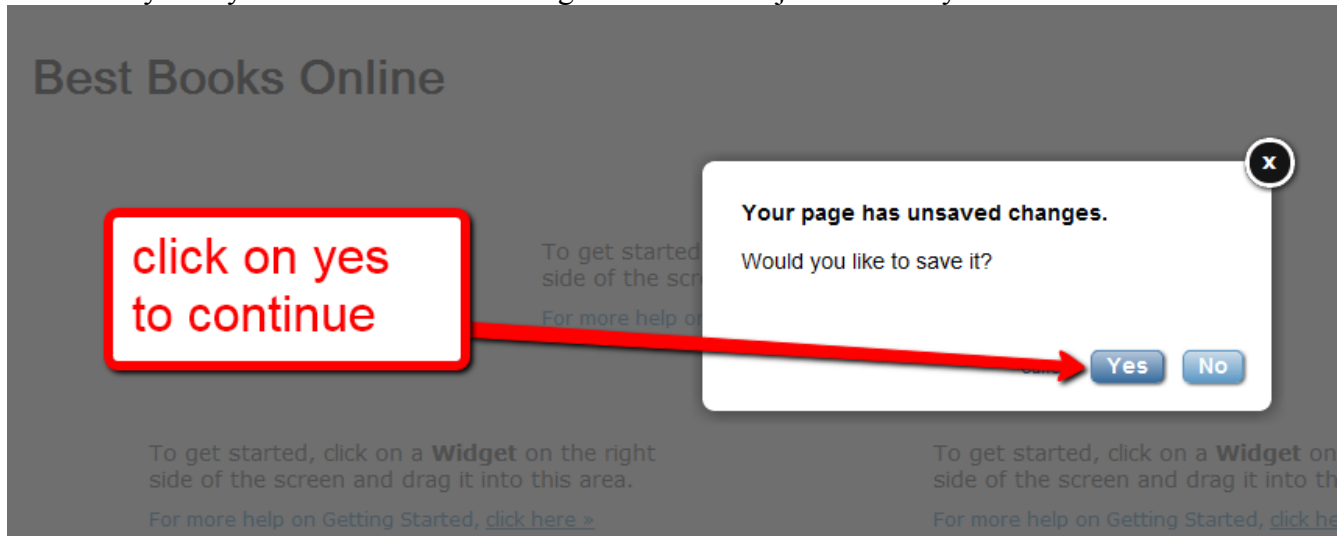 Best Books Online
x
Your page has unsaved changes.
click on yes
to continue
To get started
side of the
For more help
Would you like to save it?
Yes No
To get started, click on a Widget on the right
side of the screen and drag it into this area.
For more help on Getting Started, click here »
To get started, click on a Widget on
side of the screen and drag it into
For more help on Getting Started, click